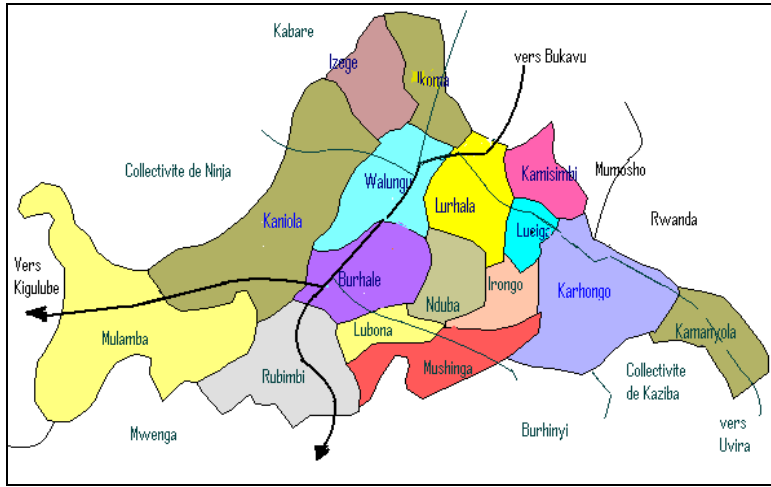 Kabare
Izege
Ikoma
vers Bukavu
Collectivite de Ninja
Walungu
Kamisimbi
Mumosho
Lurhala
Kaniola
Rwanda
Luciga
Vers
Kigulube
Burhale
Nduba
Irongo
Karhongo
Mulamba
Lubona
Kamanyola
Rubimbi
Mushinga
Collectivite
de Kaziba
Mwenga
Burhinyi
vers
Uvira